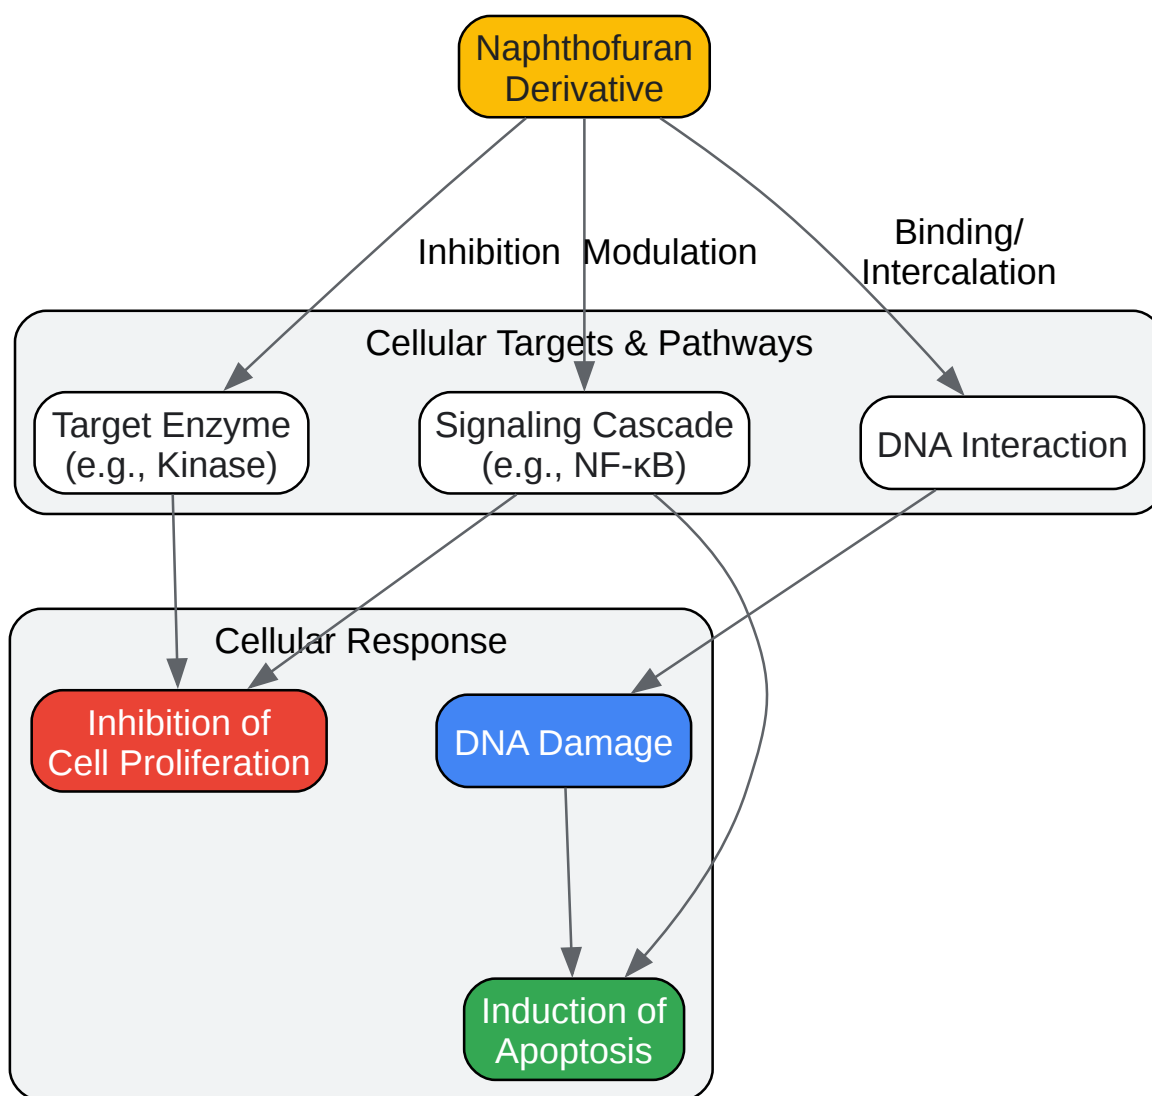 Naphthofuran
Derivative
Inhibition
Modulation
Binding/
Intercalation
Cellular Targets & Pathways
Target Enzyme
(e.g., Kinase)
Signaling Cascade
(e.g., NF-κB)
DNA Interaction
Cellular Response
Inhibition of
Cell Proliferation
DNA Damage
Induction of
Apoptosis